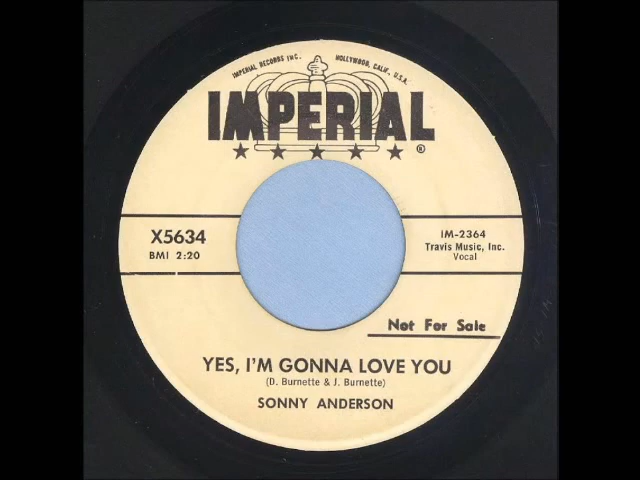 IMPERIAL RECORDS INC. HOLLYWOOD, CALIF., U.S.A.
IMPERIAL
®
X5634
BMI 2:20
IM-2364
Travis Music, Inc.
Vocal
Not For Sale
YES, I'M GONNA LOVE YOU
(D. Burnette & J. Burnette)
SONNY ANDERSON